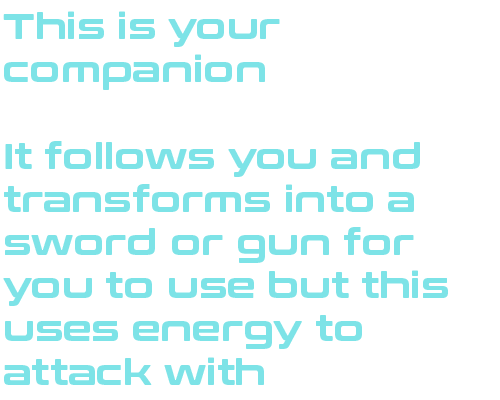 This is your
companion
It follows you and
transforms into a
sword or gun for
you to use but this
uses energy to
attack with